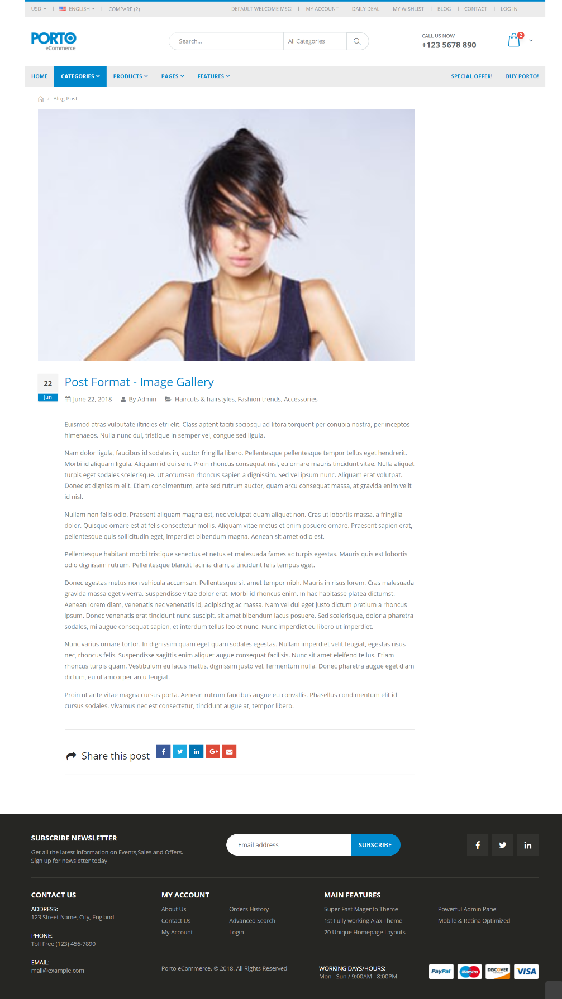 USD ENGLISH COMPARE (2) DEFAULT WELCOME MSG! MY ACCOUNT DAILY DEAL MY WISHLIST BLOG CONTACT LOG IN
PORTO
eCommerce
Search... All Categories
CALL US NOW
+123 5678 890
2
HOME CATEGORIES PRODUCTS PAGES FEATURES SPECIAL OFFER! BUY PORTO!
/ Blog Post
22
Jun
Post Format - Image Gallery
June 22, 2018 By Admin Haircuts & hairstyles, Fashion trends, Accessories
Euismod atras vulputate iltricies etri elit. Class aptent taciti sociosqu ad litora torquent per conubia nostra, per inceptos
himenaeos. Nulla nunc dui, tristique in semper vel, congue sed ligula.
Nam dolor ligula, faucibus id sodales in, auctor fringilla libero. Pellentesque pellentesque tempor tellus eget hendrerit.
Morbi id aliquam ligula. Aliquam id dui sem. Proin rhoncus consequat nisl, eu ornare mauris tincidunt vitae. Nulla aliquet
turpis eget sodales scelerisque. Ut accumsan rhoncus sapien a dignissim. Sed vel ipsum nunc. Aliquam erat volutpat.
Donec et dignissim elit. Etiam condimentum, ante sed rutrum auctor, quam arcu consequat massa, at gravida enim velit
id nisl.
Nullam non felis odio. Praesent aliquam magna est, nec volutpat quam aliquet non. Cras ut lobortis massa, a fringilla
dolor. Quisque ornare est at felis consectetur mollis. Aliquam vitae metus et enim posuere ornare. Praesent sapien erat,
pellentesque quis sollicitudin eget, imperdiet bibendum magna. Aenean sit amet odio est.
Pellentesque habitant morbi tristique senectus et netus et malesuada fames ac turpis egestas. Mauris quis est lobortis
odio dignissim rutrum. Pellentesque blandit lacinia diam, a tincidunt felis tempus eget.
Donec egestas metus non vehicula accumsan. Pellentesque sit amet tempor nibh. Mauris in risus lorem. Cras malesuada
gravida massa eget viverra. Suspendisse vitae dolor erat. Morbi id rhoncus enim. In hac habitasse platea dictumst.
Aenean lorem diam, venenatis nec venenatis id, adipiscing ac massa. Nam vel dui eget justo dictum pretium a rhoncus
ipsum. Donec venenatis erat tincidunt nunc suscipit, sit amet bibendum lacus posuere. Sed scelerisque, dolor a pharetra
sodales, mi augue consequat sapien, et interdum tellus leo et nunc. Nunc imperdiet eu libero ut imperdiet.
Nunc varius ornare tortor. In dignissim quam eget quam sodales egestas. Nullam imperdiet velit feugiat, egestas risus
nec, rhoncus felis. Suspendisse sagittis enim aliquet augue consequat facilisis. Nunc sit amet eleifend tellus. Etiam
rhoncus turpis quam. Vestibulum eu lacus mattis, dignissim justo vel, fermentum nulla. Donec pharetra augue eget diam
dictum, eu ullamcorper arcu feugiat.
Proin ut ante vitae magna cursus porta. Aenean rutrum faucibus augue eu convallis. Phasellus condimentum elit id
cursus sodales. Vivamus nec est consectetur, tincidunt augue at, tempor libero.
Share this post f in G+
SUBSCRIBE NEWSLETTER
Get all the latest information on Events,Sales and Offers.
Sign up for newsletter today
Email address SUBSCRIBE
f in
CONTACT US
ADDRESS:
123 Street Name, City, England
PHONE:
Toll Free (123) 456-7890
EMAIL:
mail@example.com
MY ACCOUNT
About Us Orders History
Contact Us Advanced Search
My Account Login
MAIN FEATURES
Super Fast Magento Theme Powerful Admin Panel
1st Fully working Ajax Theme Mobile & Retina Optimized
20 Unique Homepage Layouts
Porto eCommerce. © 2018. All Rights Reserved
WORKING DAYS/HOURS:
Mon - Sun / 9:00AM - 8:00PM
PayPal Maestro DISCOVER VISA